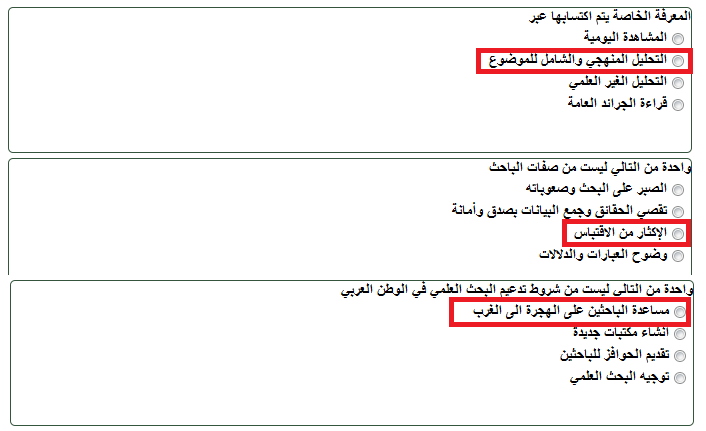 المعرفة الخاصة يتم اكتسابها عبر
المشاهدة اليومية
التحليل المنهجي والشامل للموضوع
التحليل الغير العلمي
قراءة الجرائد العامة
واحدة من التالي ليست من صفات الباحث
الصبر على البحث وصعوباته
تقصي الحقائق وجمع البيانات بصدق وأمانة
الإكثار من الاقتباس
وضوح العبارات والدلالات
واحدة من التالي ليست من شروط تدعيم البحث العلمي في الوطن العربي
مساعدة الباحثين على الهجرة الى الغرب
انشاء مكتبات جديدة
تقديم الحوافز للباحثين
توجيه البحث العلمي